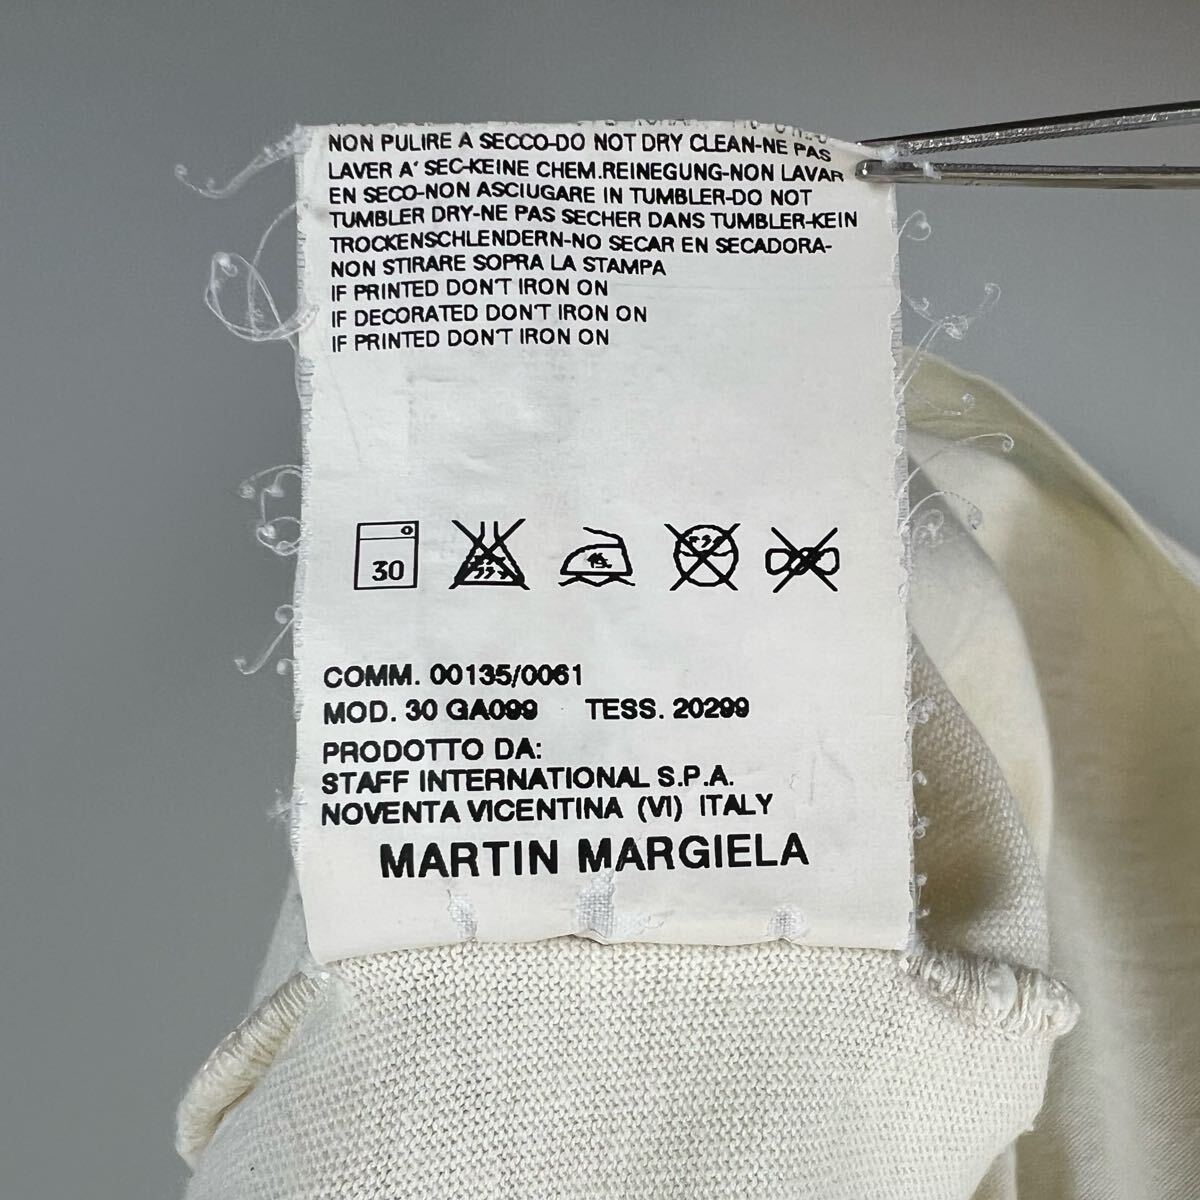 NON PULIRE A SECCO-DO NOT DRY CLEAN-NE PAS
LAVER A' SEC-KEINE CHEM.REINEGUNG-NON LAVAR
EN SECO-NON ASCIUGARE IN TUMBLER-DO NOT
TUMBLER DRY-NE PAS SECHER DANS TUMBLER-KEIN
TROCKENSCHLENDERN-NO SECAR EN SECADORA-
NON STIRARE SOPRA LA STAMPA
IF PRINTED DON'T IRON ON
IF DECORATED DON'T IRON ON
IF PRINTED DON'T IRON ON
30
COMM. 00135/0061
MOD. 30 GA099 TESS. 20299
PRODOTTO DA:
STAFF INTERNATIONAL S.P.A.
NOVENTA VICENTINA (VI) ITALY
MARTIN MARGIELA